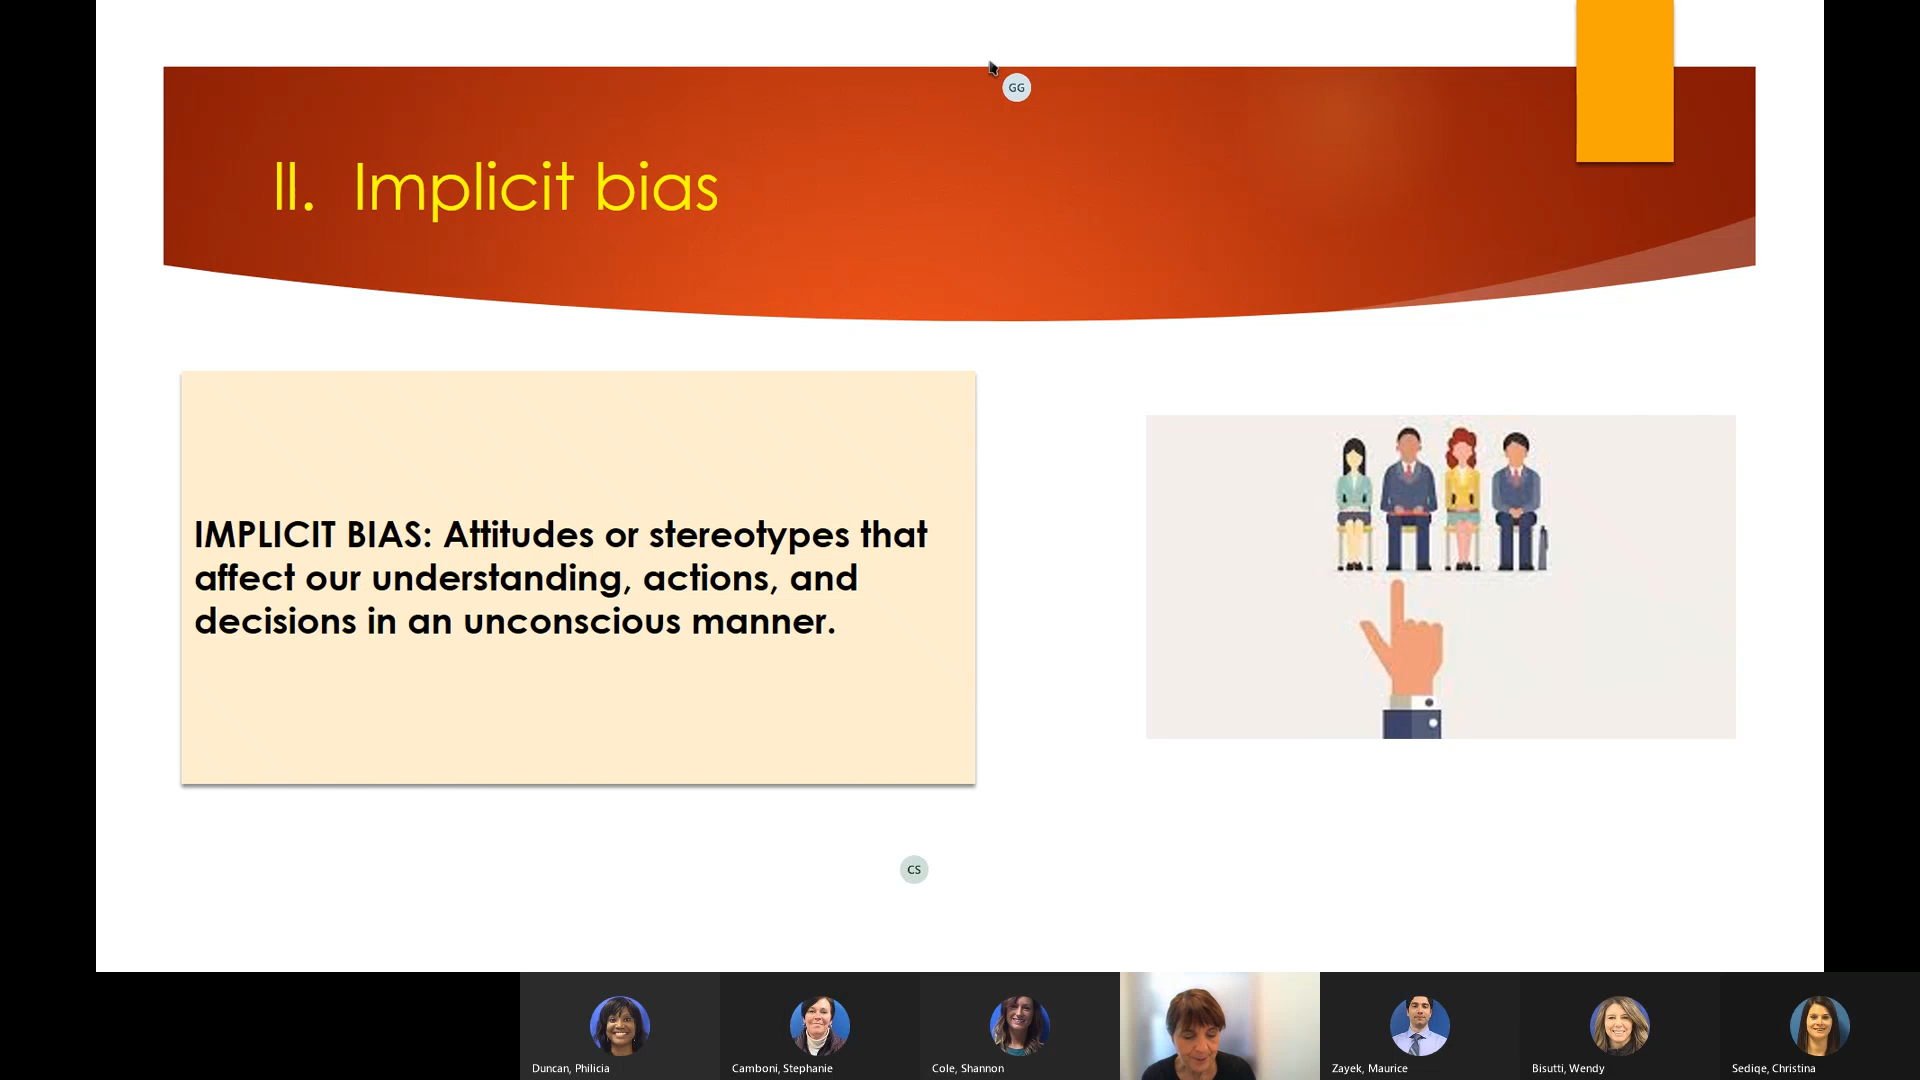 GG
II. Implicit bias
IMPLICIT BIAS: Attitudes or stereotypes that
affect our understanding, actions, and
decisions in an unconscious manner.
CS
Duncan, Philicia
Camboni, Stephanie
Cole, Shannon
Zayek, Maurice
Bisutti, Wendy
Sediqe, Christina